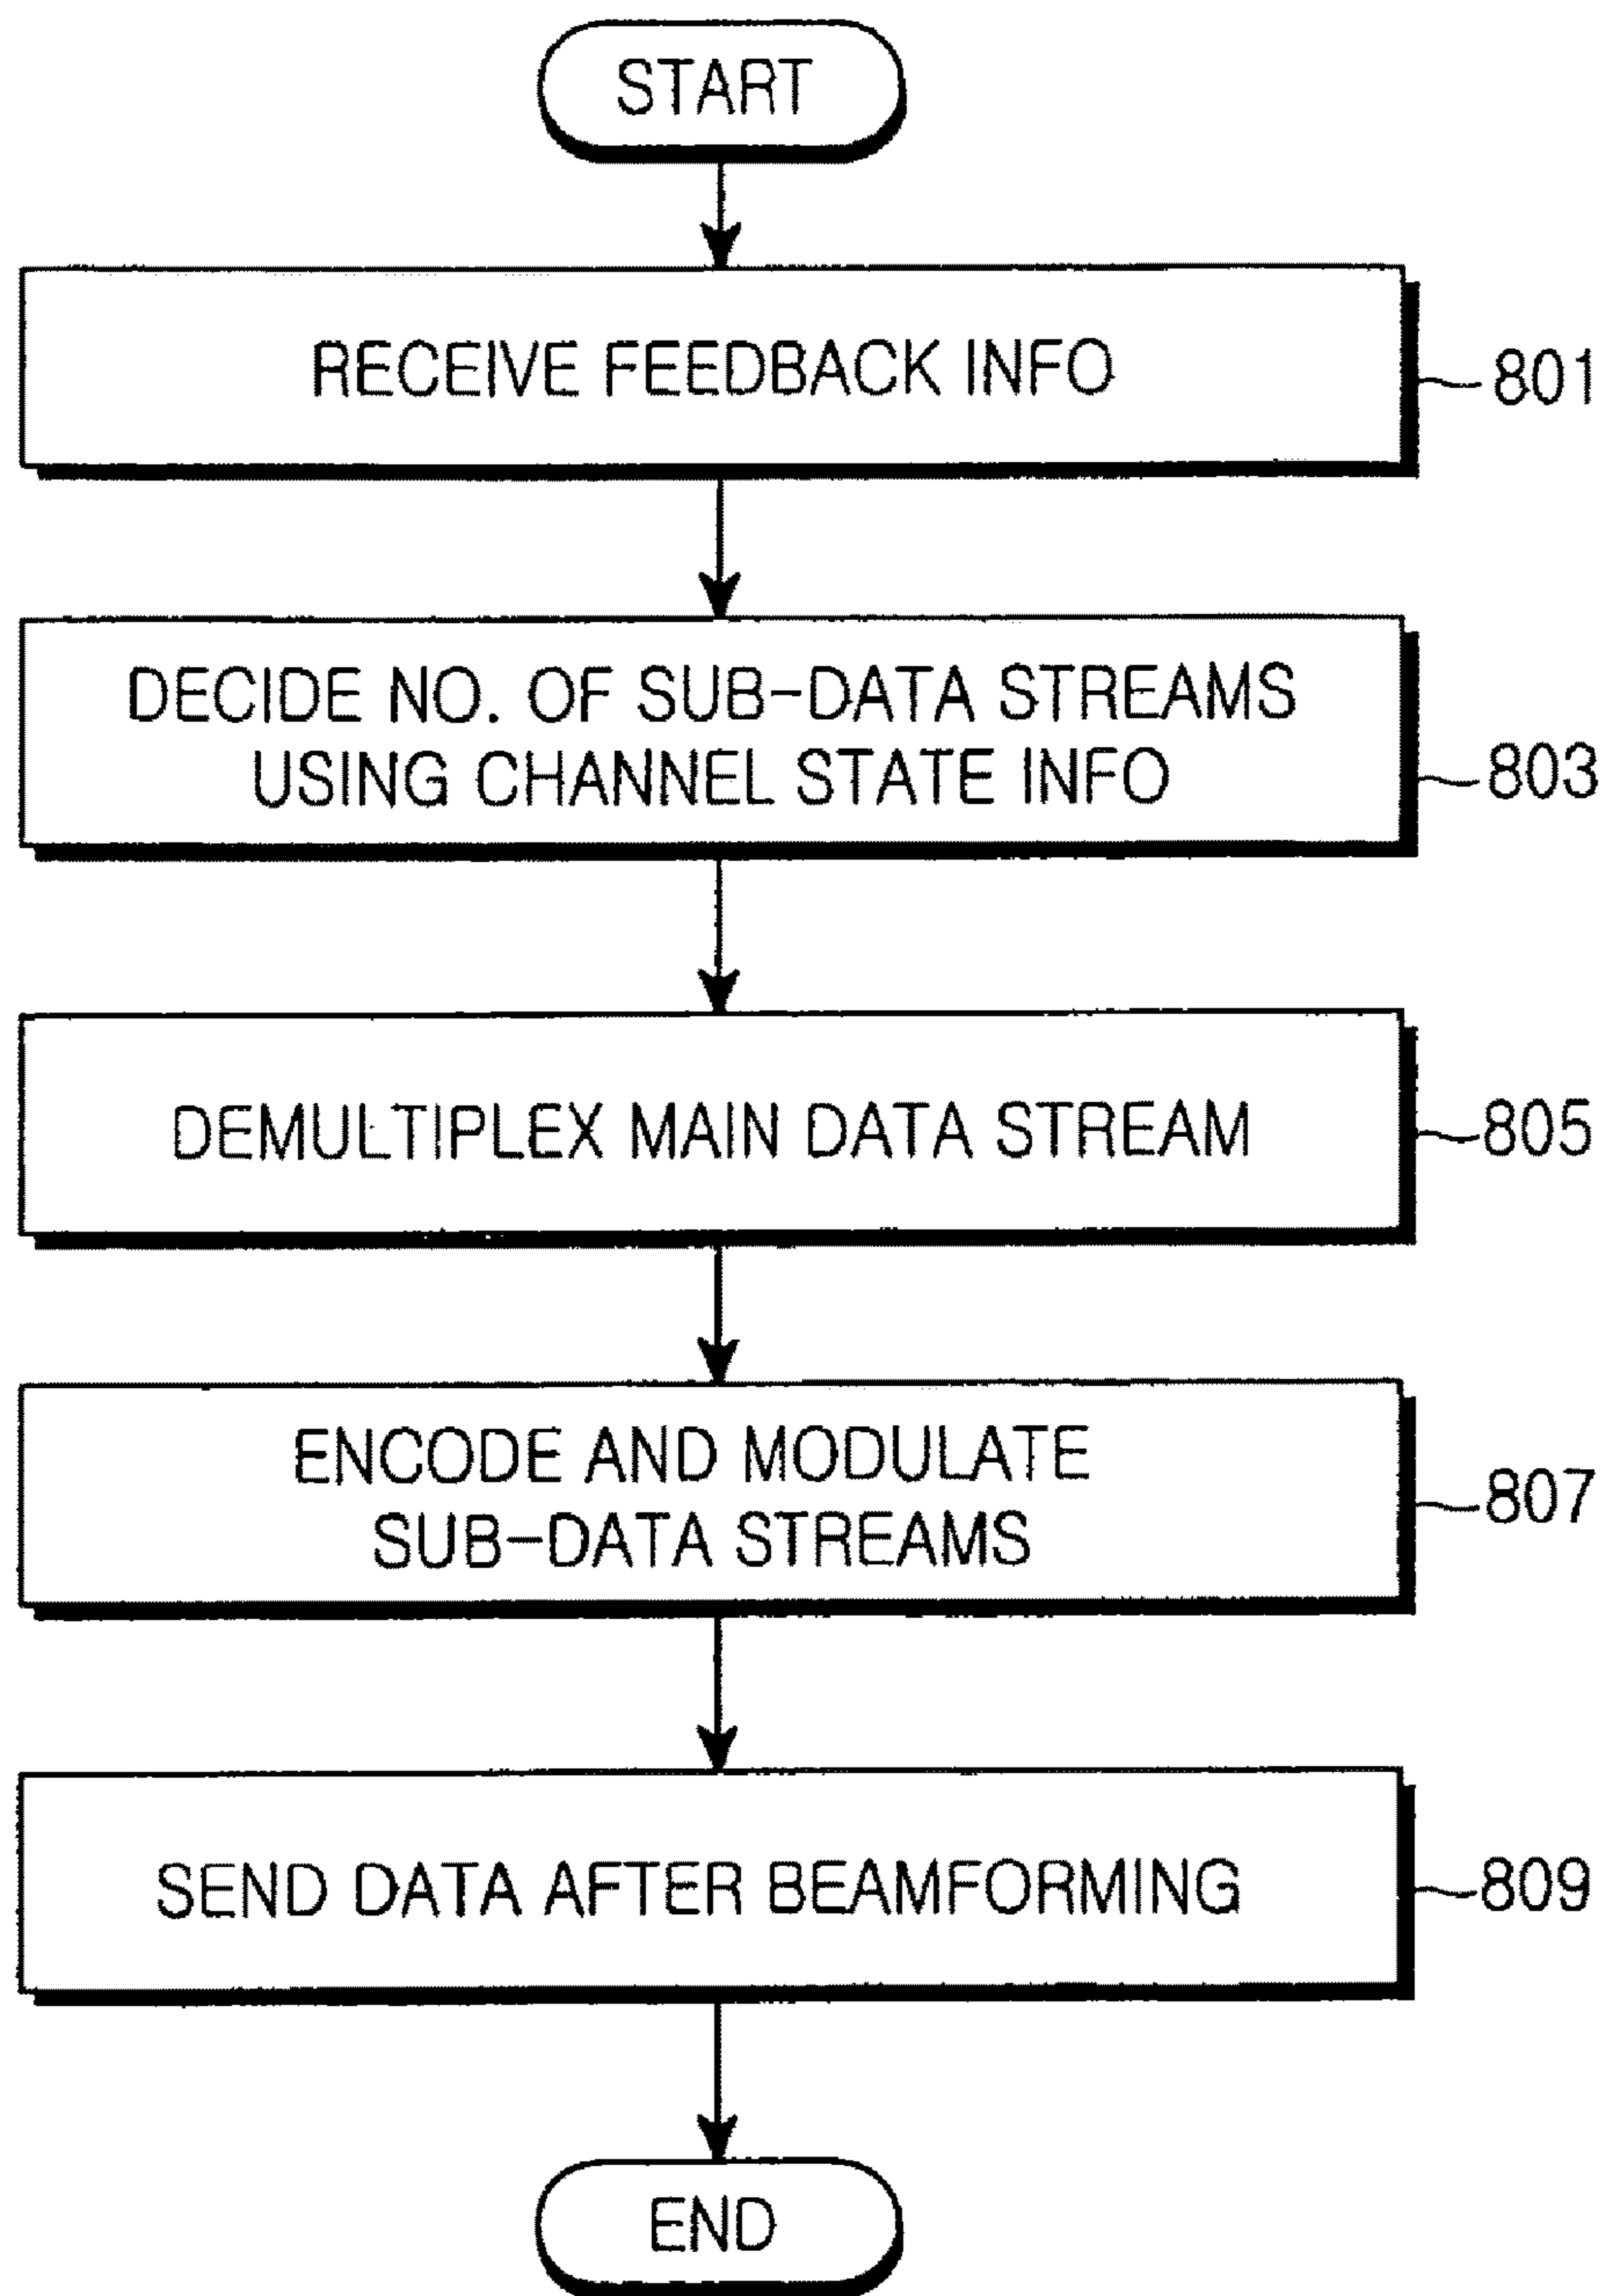 START
RECEIVE FEEDBACK INFO
801
DECIDE NO. OF SUB-DATA STREAMS
USING CHANNEL STATE INFO
803
DEMULTIPLEX MAIN DATA STREAM
805
ENCODE AND MODULATE
SUB-DATA STREAMS
807
SEND DATA AFTER BEAMFORMING
809
END